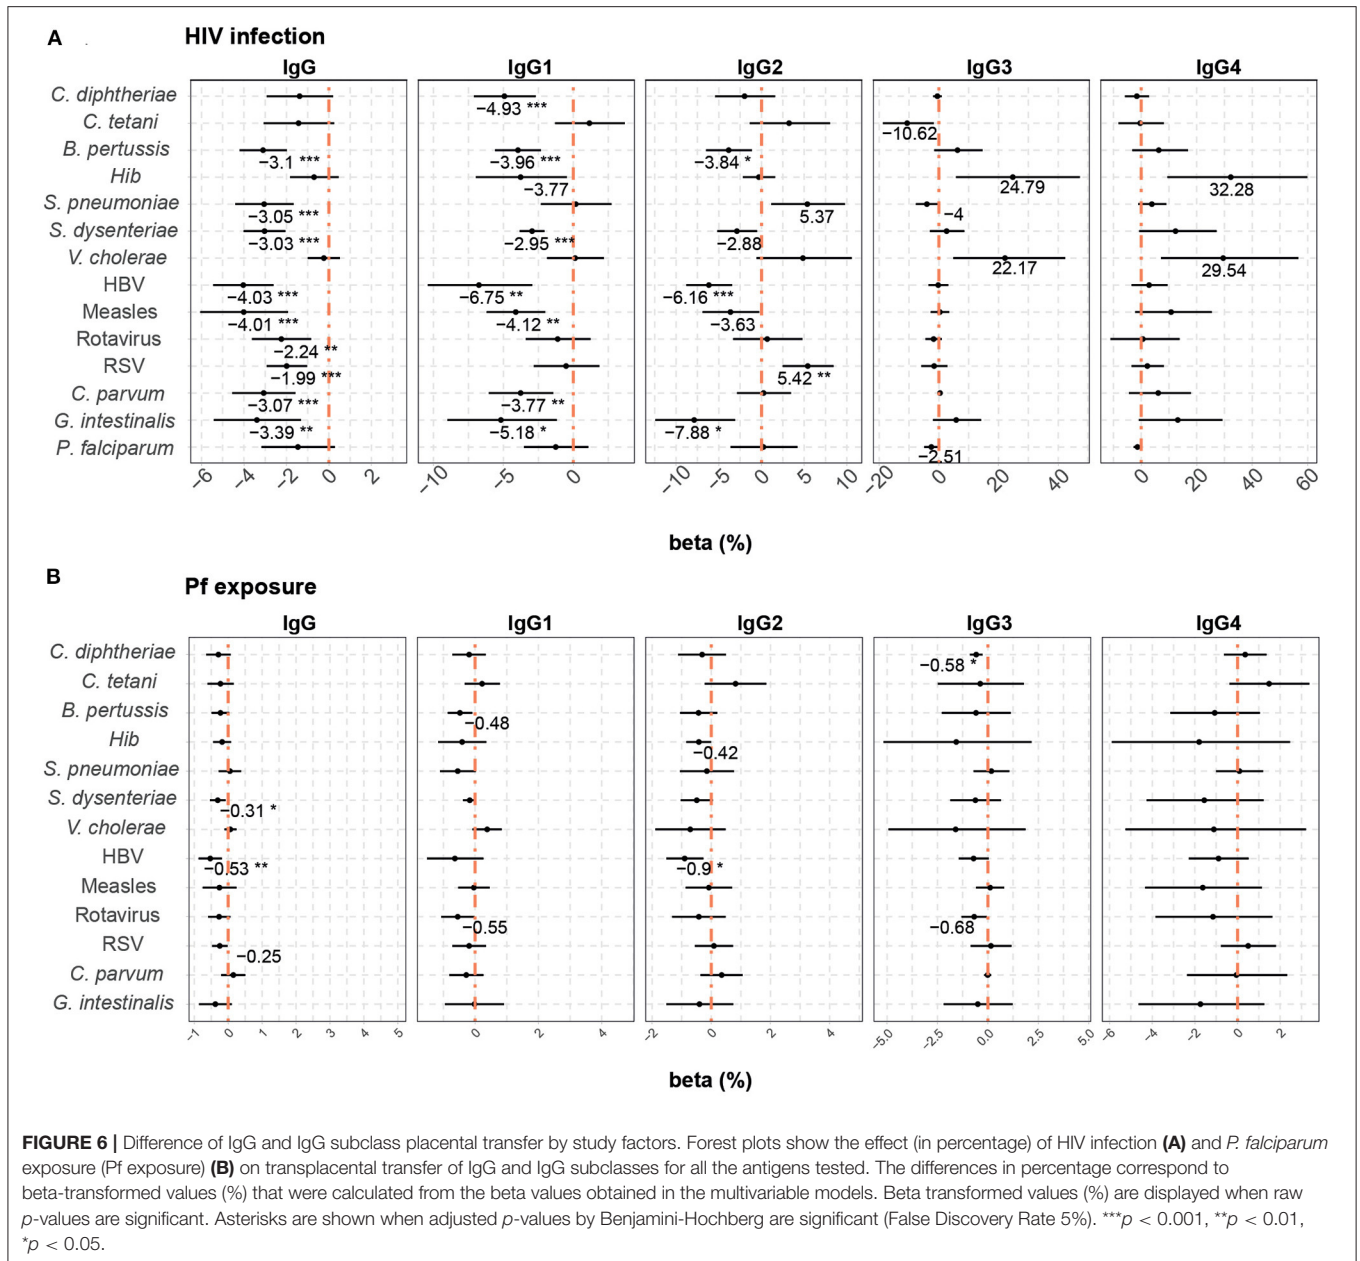 A
HIV infection
IgG IgG1 IgG2 IgG3 IgG4
C. diphtheriae −4.93 ***
C. tetani −10.62
B. pertussis −3.1 *** −3.96 *** −3.84 *
Hib −3.77 24.79 32.28
S. pneumoniae −3.05 *** 5.37 −4
S. dysenteriae −3.03 *** −2.95 *** −2.88
V. cholerae 22.17 29.54
HBV −4.03 *** −6.75 ** −6.16 ***
Measles −4.01 *** −4.12 ** −3.63
Rotavirus −2.24 **
RSV −1.99 *** 5.42 **
C. parvum −3.07 *** −3.77 **
G. intestinalis −3.39 ** −5.18 * −7.88 *
P. falciparum −2.51
−6 −4 −2 0 2 −10 −5 0 −10 −5 0 5 10 −20 0 20 40 0 20 40 60
beta (%)
B
Pf exposure
IgG IgG1 IgG2 IgG3 IgG4
C. diphtheriae −0.58 *
C. tetani
B. pertussis −0.48
Hib −0.42
S. pneumoniae
S. dysenteriae −0.31 *
V. cholerae
HBV −0.53 ** −0.9 *
Measles
Rotavirus −0.55 −0.68
RSV −0.25
C. parvum
G. intestinalis
−1 0 1 2 3 4 5 0 2 4 −2 0 2 4 −5.0 −2.5 0.0 2.5 5.0 −6 −4 −2 0 2
beta (%)
FIGURE 6 | Difference of IgG and IgG subclass placental transfer by study factors. Forest plots show the effect (in percentage) of HIV infection (A) and P. falciparum
exposure (Pf exposure) (B) on transplacental transfer of IgG and IgG subclasses for all the antigens tested. The differences in percentage correspond to
beta-transformed values (%) that were calculated from the beta values obtained in the multivariable models. Beta transformed values (%) are displayed when raw
p-values are significant. Asterisks are shown when adjusted p-values by Benjamini-Hochberg are significant (False Discovery Rate 5%). ***p < 0.001, **p < 0.01,
*p < 0.05.